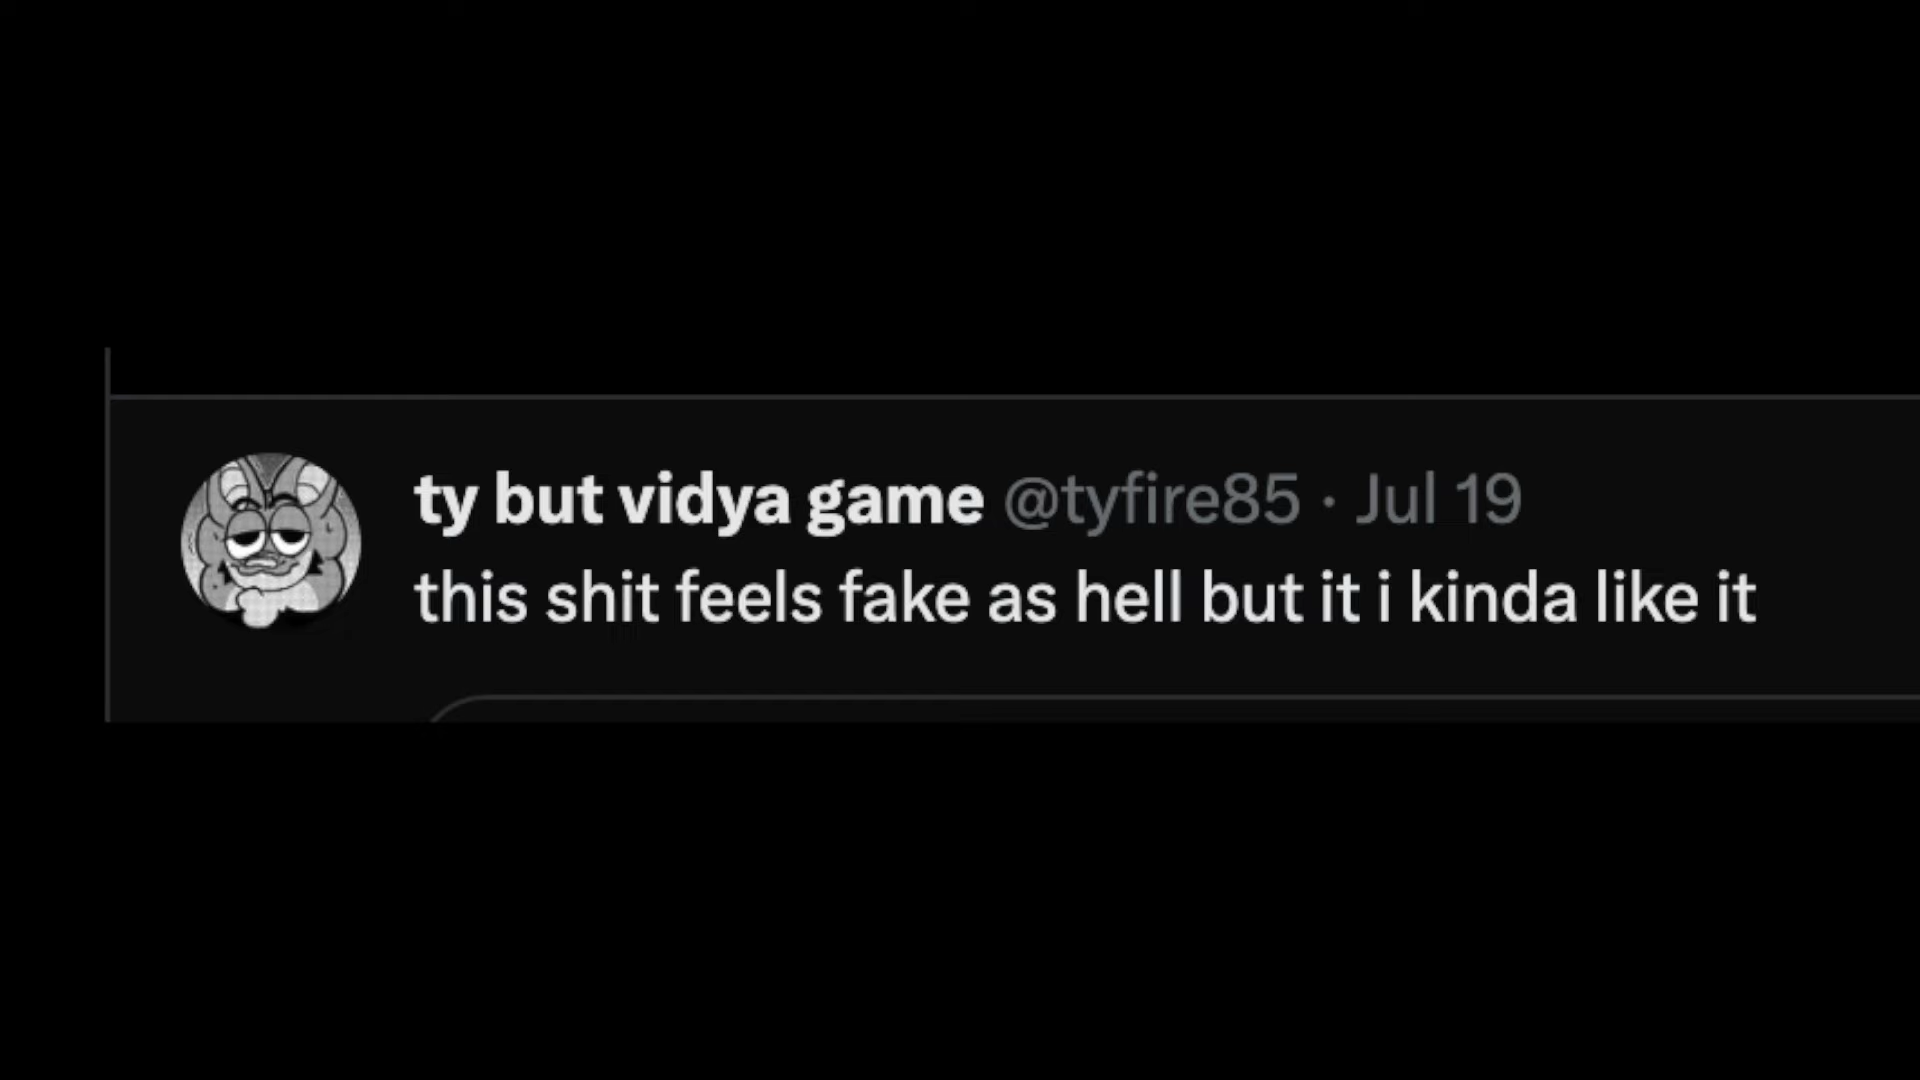 ty but vidya game @tyfire85 · Jul 19
this shit feels fake as hell but it i kinda like it